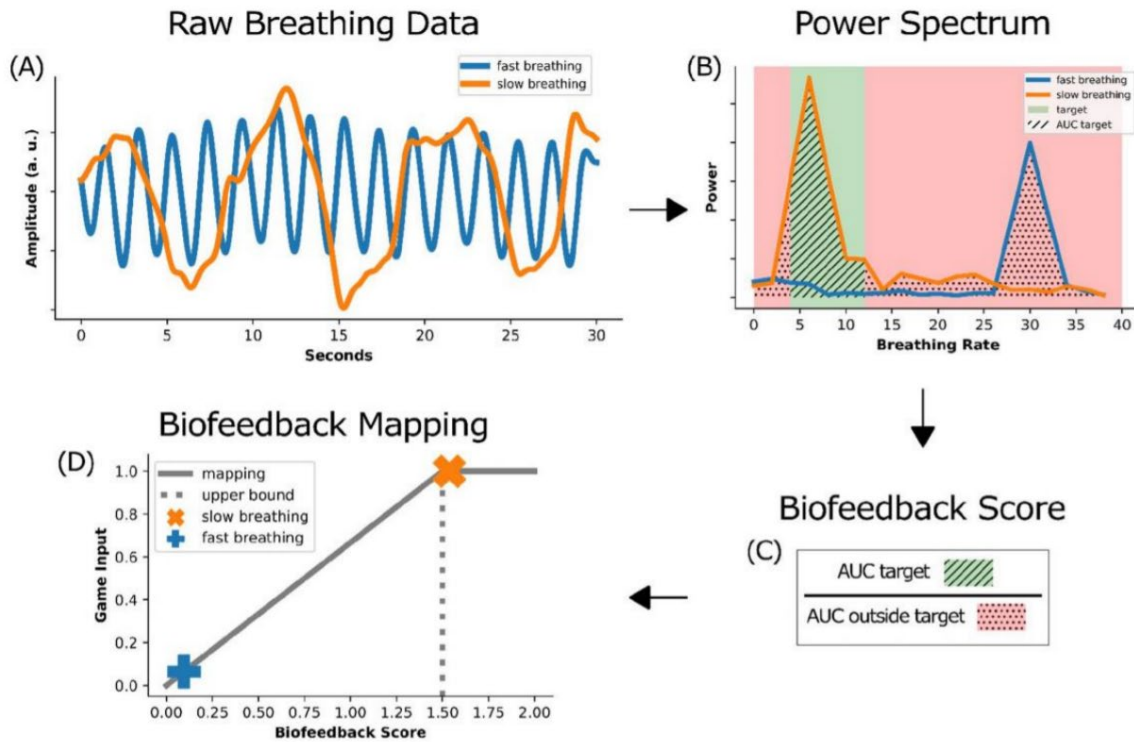 Raw Breathing Data
(A)
fast breathing
slow breathing
Amplitude (a. u.)
0 5 10 15 20 25 30
Seconds
Power Spectrum
(B)
fast breathing
slow breathing
target
AUC target
Power
0 5 10 15 20 25 30 35 40
Breathing Rate
Biofeedback Score
(C)
AUC target
AUC outside target
Biofeedback Mapping
(D)
mapping
upper bound
slow breathing
fast breathing
Game Input
1.0
0.8
0.6
0.4
0.2
0.0
0.00 0.25 0.50 0.75 1.00 1.25 1.50 1.75 2.00
Biofeedback Score